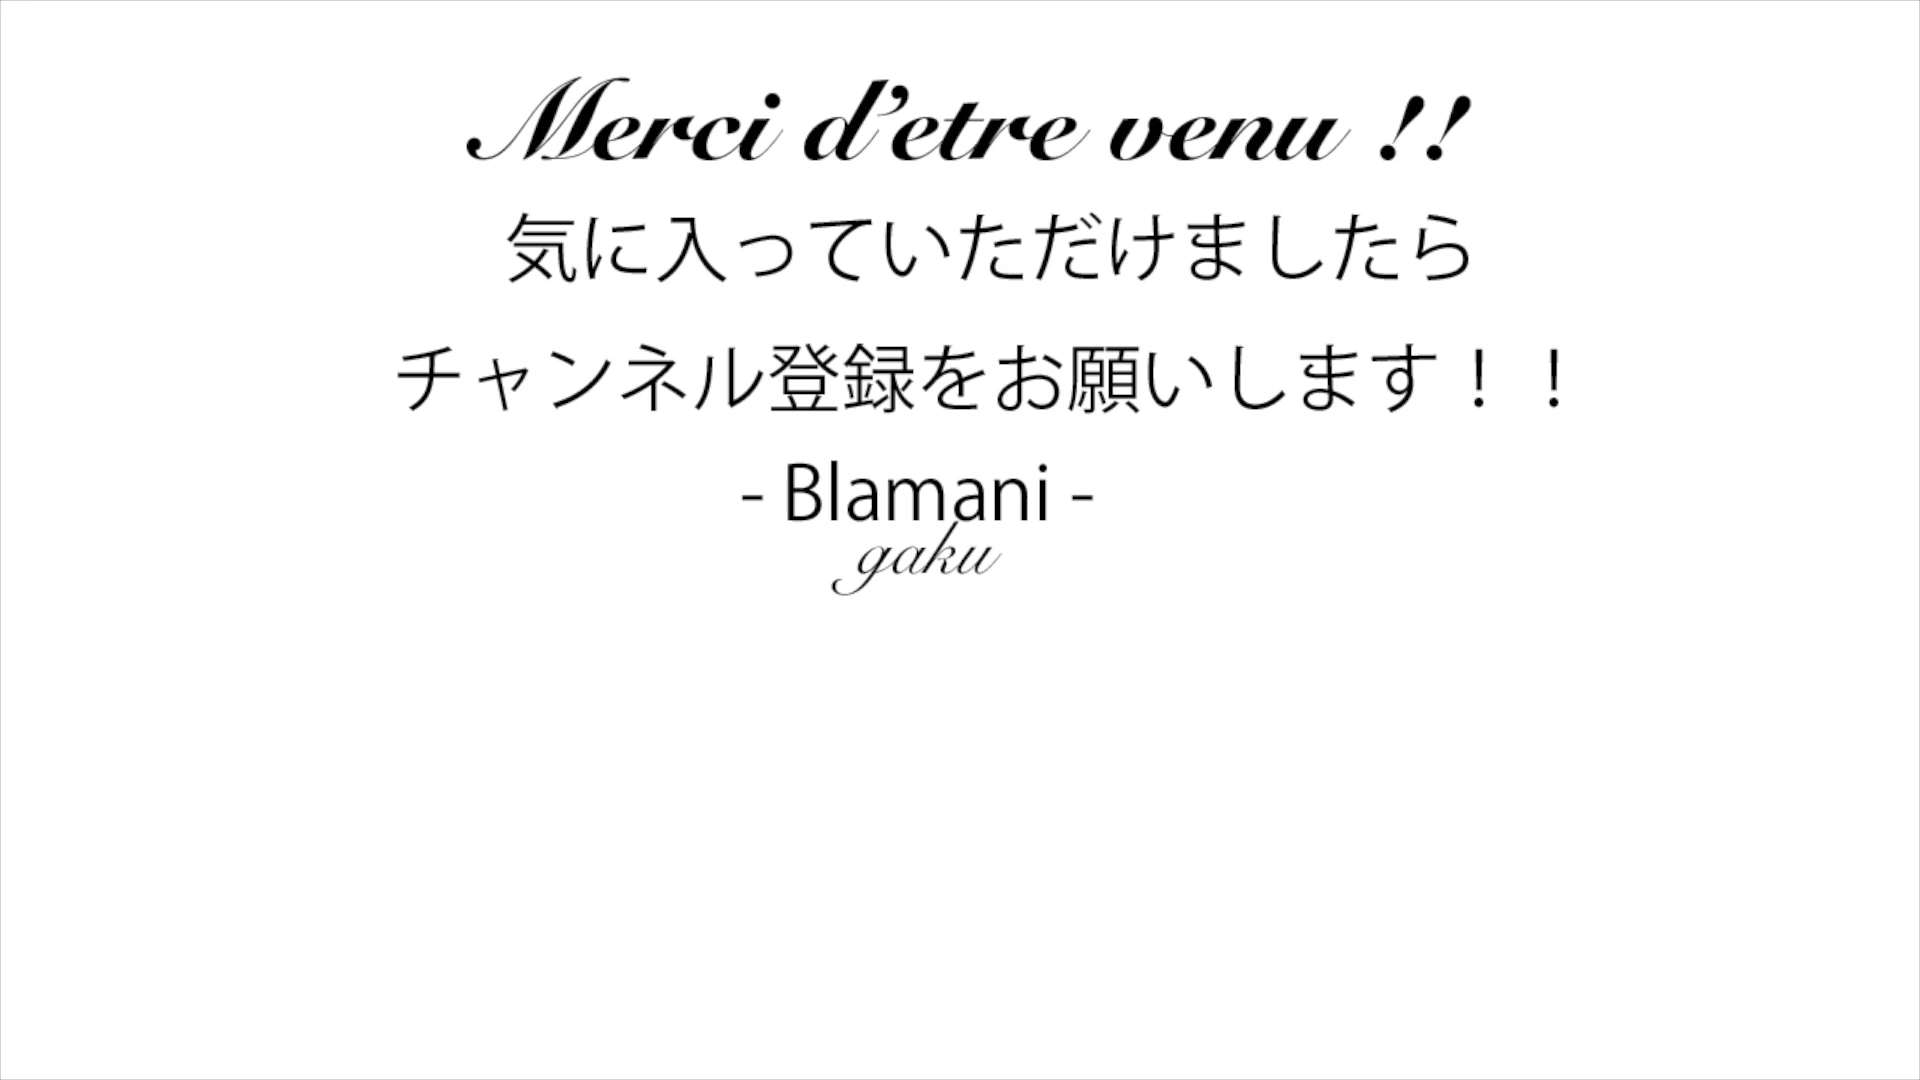 Merci d’etre venu !!
気に入っていただけましたら
チャンネル登録をお願いします！！
- Blamani -
gaku